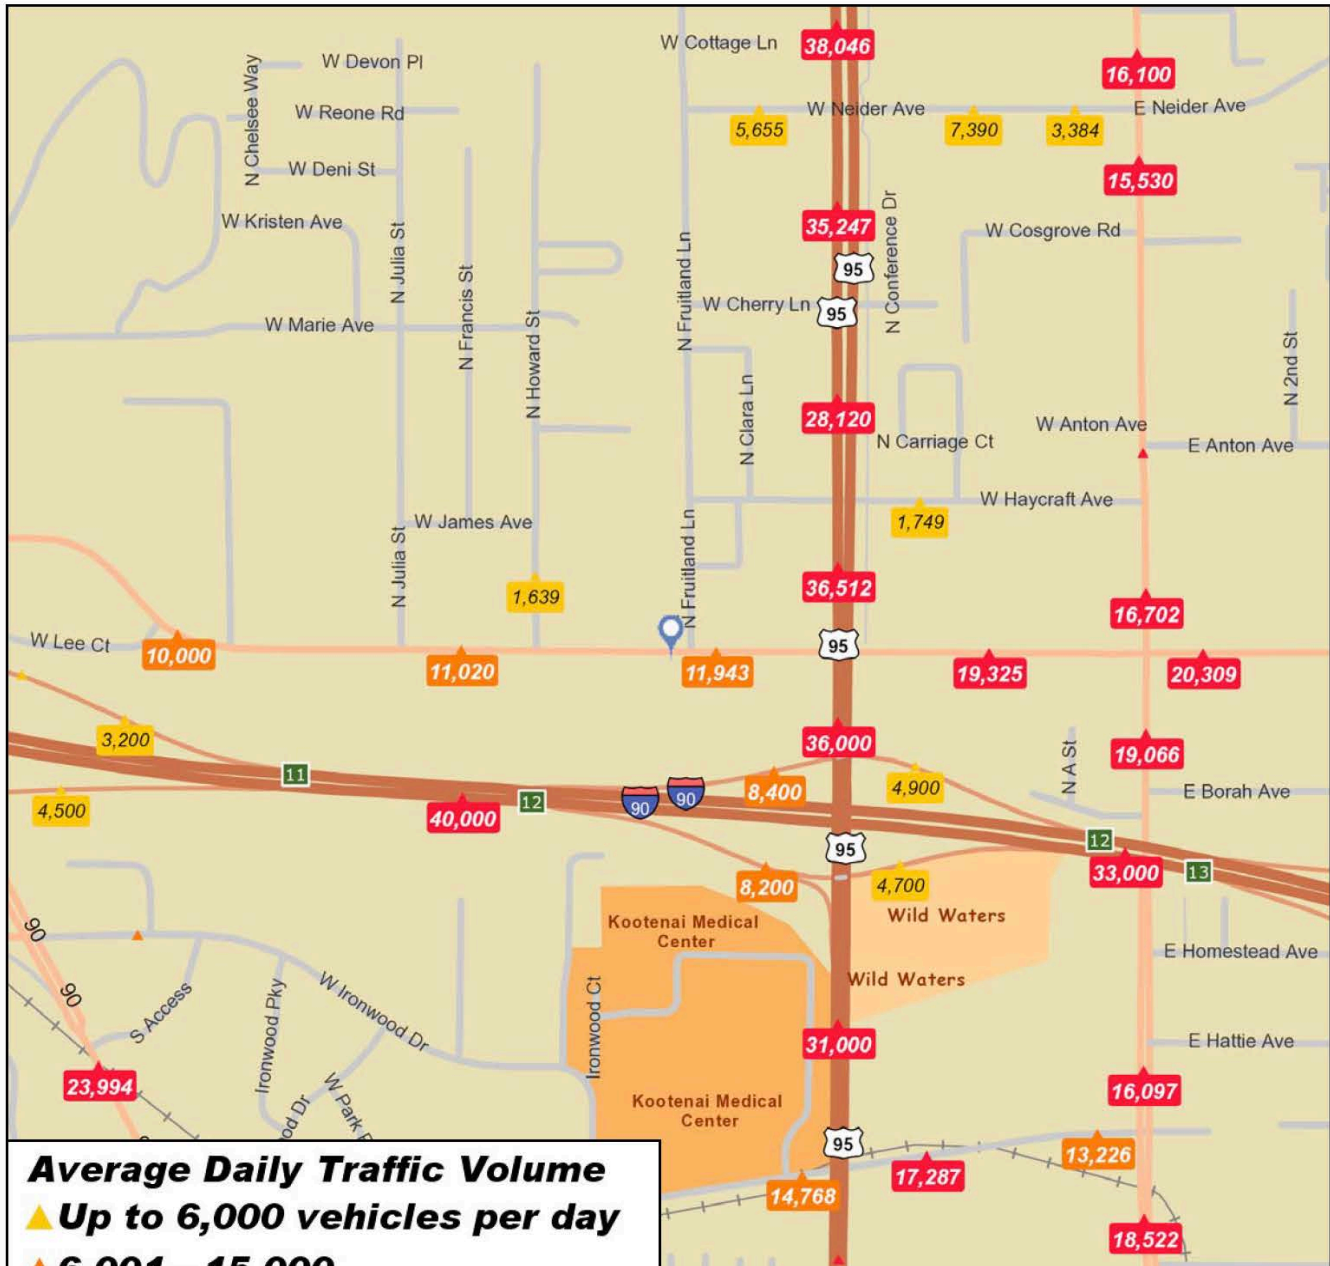 W Cottage Ln
38,046
W Devon Pl
16,100
N Chelsee Way
W Reone Rd
W Neider Ave
E Neider Ave
5,655
7,390
3,384
W Deni St
15,530
W Kristen Ave
35,247
W Cosgrove Rd
N Julia St
N Francis St
N Fruitland Ln
95
N Conference Dr
W Cherry Ln
95
W Marie Ave
N Howard St
N 2nd St
N Clara Ln
28,120
W Anton Ave
N Carriage Ct
E Anton Ave
W Haycraft Ave
W James Ave
1,749
N Julia St
N Fruitland Ln
36,512
1,639
16,702
W Lee Ct
10,000
95
11,020
11,943
19,325
20,309
3,200
36,000
19,066
N A St
11
90
90
8,400
4,900
E Borah Ave
4,500
12
40,000
95
12
33,000
13
8,200
4,700
Kootenai Medical
Center
Wild Waters
90
E Homestead Ave
Wild Waters
90
S Access
Ironwood Pky
W Ironwood Dr
Ironwood Ct
31,000
E Hattie Ave
23,994
16,097
W Park
Kootenai Medical
Center
95
13,226
17,287
14,768
18,522
Average Daily Traffic Volume
Up to 6,000 vehicles per day
6,001 - 15,000